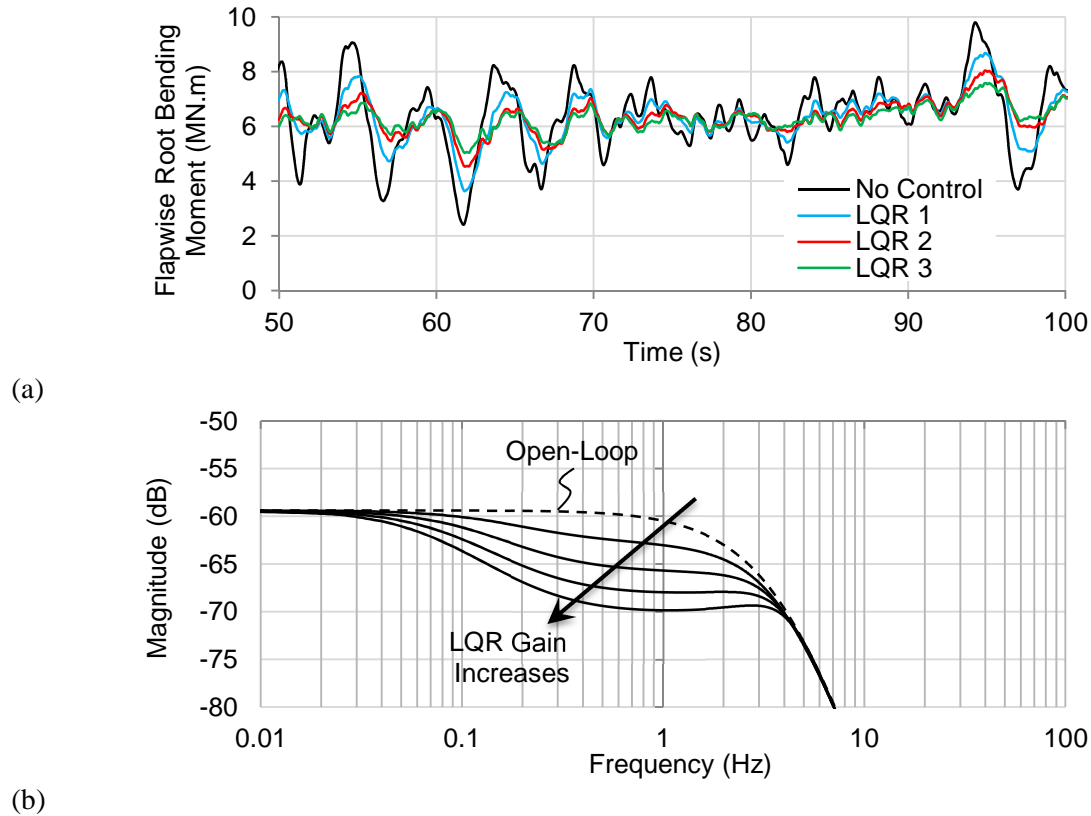 Flapwise Root Bending
Moment (MN.m)
10
8
6
4
2
0
No Control
LQR 1
LQR 2
LQR 3
50
60
70
80
90
100
Time (s)
(a)
Magnitude (dB)
-50
-55
-60
-65
-70
-75
-80
Open-Loop
LQR Gain
Increases
0.01
0.1
1
10
100
Frequency (Hz)
(b)